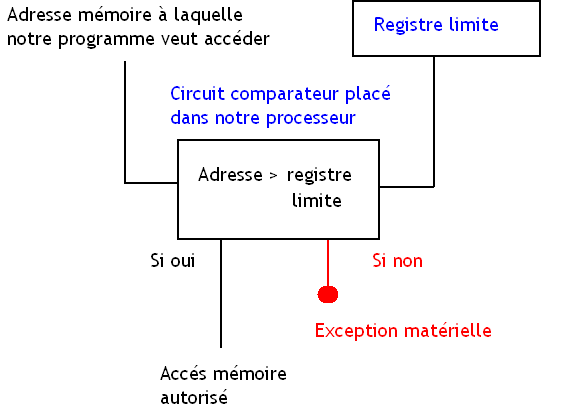 Adresse mémoire à laquelle
notre programme veut accéder
Registre limite
Circuit comparateur placé
dans notre processeur
Adresse > registre
limite
Si oui
Si non
Exception matérielle
Accés mémoire
autorisé